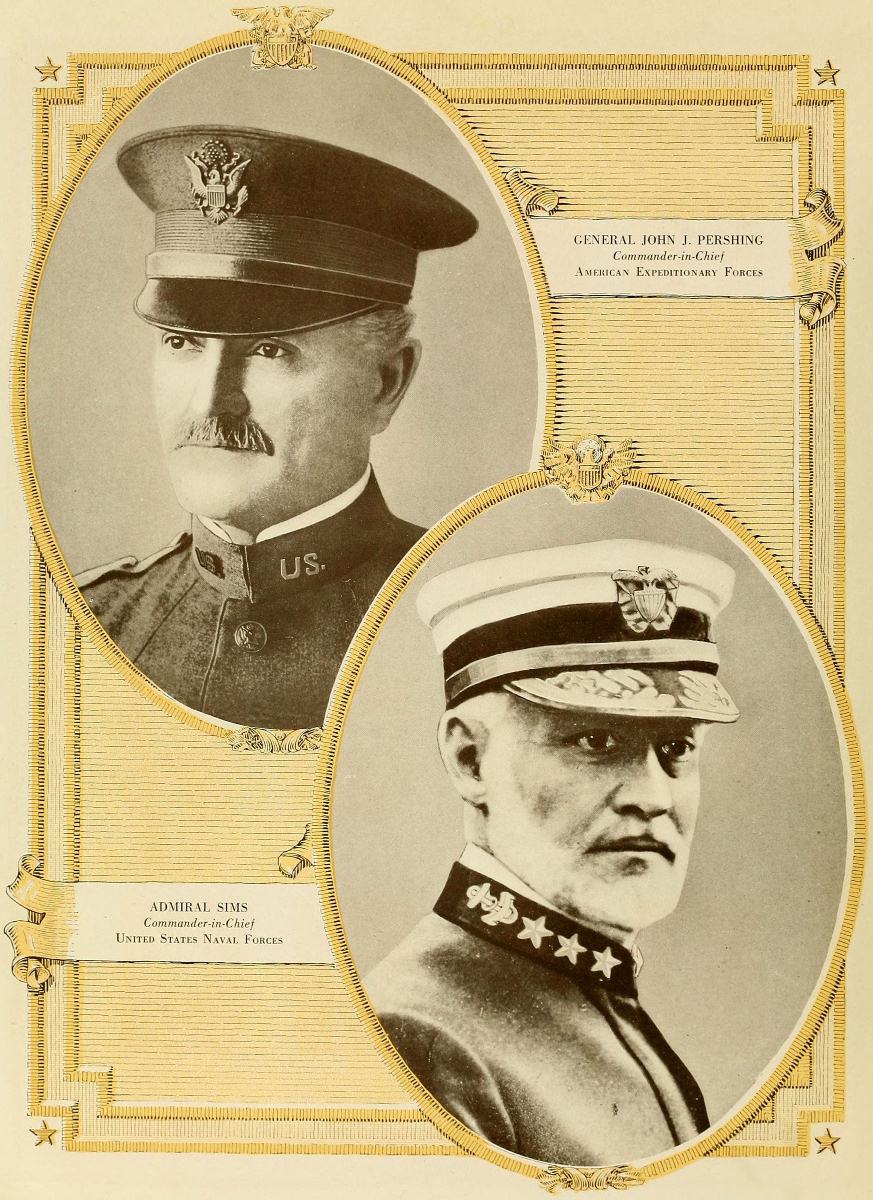 GENERAL JOHN J. PERSHING
Commander-in-Chief
AMERICAN EXPEDITIONARY FORCES
U.S.
ADMIRAL SIMS
Commander-in-Chief
UNITED STATES NAVAL FORCES